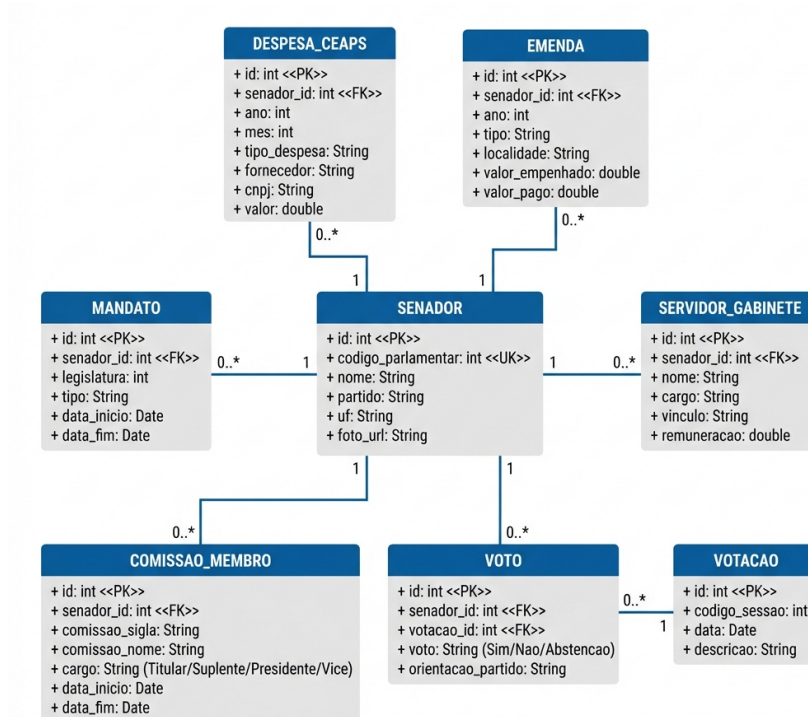 DESPESA_CEAPS
+ id: int <<PK>>
+ senador_id: int <<FK>>
+ ano: int
+ mes: int
+ tipo_despesa: String
+ fornecedor: String
+ cnpj: String
+ valor: double
EMENDA
+ id: int <<PK>>
+ senador_id: int <<FK>>
+ ano: int
+ tipo: String
+ localidade: String
+ valor_empenhado: double
+ valor_pago: double
0..*
0..*
1
1
MANDATO
+ id: int <<PK>>
+ senador_id: int <<FK>>
+ legislatura: int
+ tipo: String
+ data_inicio: Date
+ data_fim: Date
0..*
1
SENADOR
+ id: int <<PK>>
+ codigo_parlamentar: int <<UK>>
+ nome: String
+ partido: String
+ uf: String
+ foto_url: String
1
0..*
SERVIDOR_GABINETE
+ id: int <<PK>>
+ senador_id: int <<FK>>
+ nome: String
+ cargo: String
+ vinculo: String
+ remuneracao: double
1
1
0..*
0..*
COMISSAO_MEMBRO
+ id: int <<PK>>
+ senador_id: int <<FK>>
+ comissao_sigla: String
+ comissao_nome: String
+ cargo: String (Titular/Suplente/Presidente/Vice)
+ data_inicio: Date
+ data_fim: Date
VOTO
+ id: int <<PK>>
+ senador_id: int <<FK>>
+ votacao_id: int <<FK>>
+ voto: String (Sim/Nao/Abstencao)
+ orientacao_partido: String
0..*
1
VOTACAO
+ id: int <<PK>>
+ codigo_sessao: int
+ data: Date
+ descricao: String